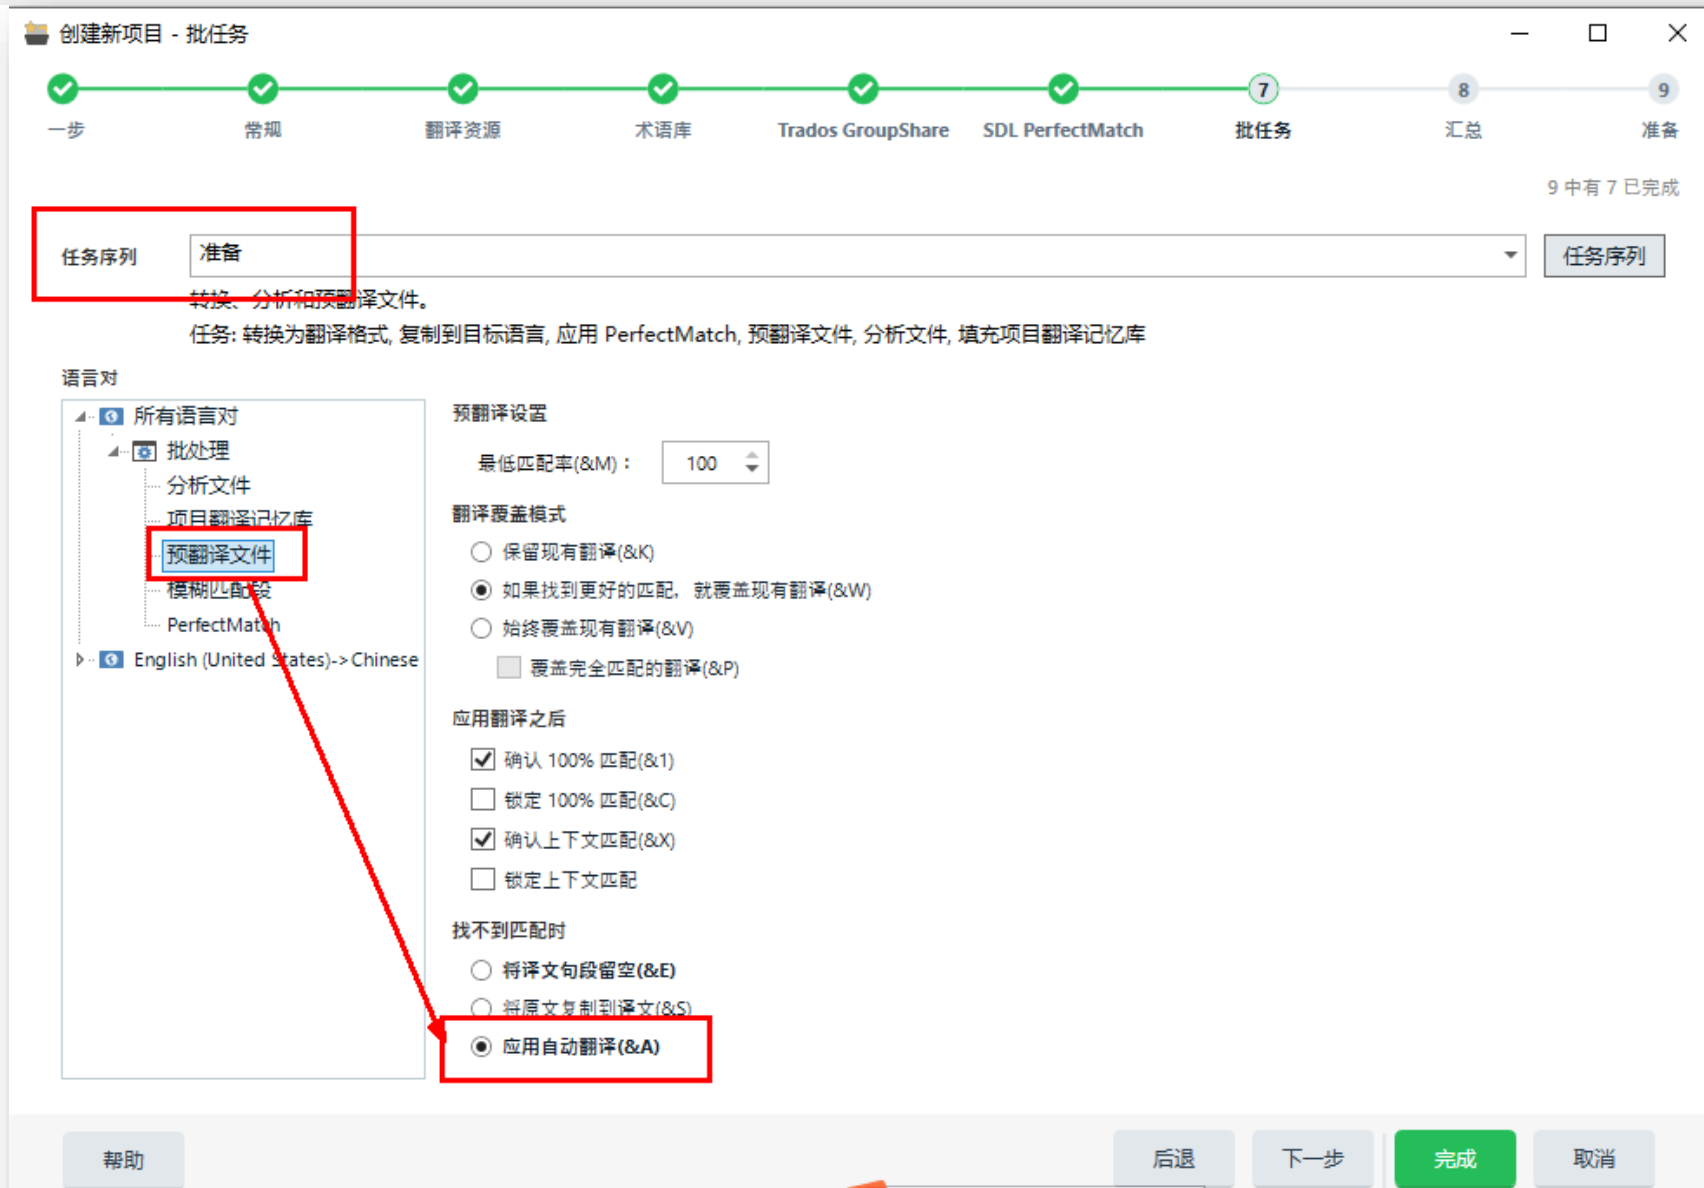 创建新项目 - 批任务
一步
常规
翻译资源
术语库
Trados GroupShare
SDL PerfectMatch
7
批任务
8
汇总
9
准备
9 中有 7 已完成
任务序列
准备
任务序列
转换、分析和预翻译文件。
任务: 转换为翻译格式, 复制到目标语言, 应用 PerfectMatch, 预翻译文件, 分析文件, 填充项目翻译记忆库
语言对
所有语言对
批处理
分析文件
项目翻译记忆库
预翻译文件
模糊匹配段
PerfectMatch
English (United States)->Chinese
预翻译设置
最低匹配率(&M)：
100
翻译覆盖模式
保留现有翻译(&K)
如果找到更好的匹配，就覆盖现有翻译(&W)
始终覆盖现有翻译(&V)
覆盖完全匹配的翻译(&P)
应用翻译之后
确认 100% 匹配(&1)
锁定 100% 匹配(&C)
确认上下文匹配(&X)
锁定上下文匹配
找不到匹配时
将译文句段留空(&E)
将原文复制到译文(&S)
应用自动翻译(&A)
帮助
后退
下一步
完成
取消